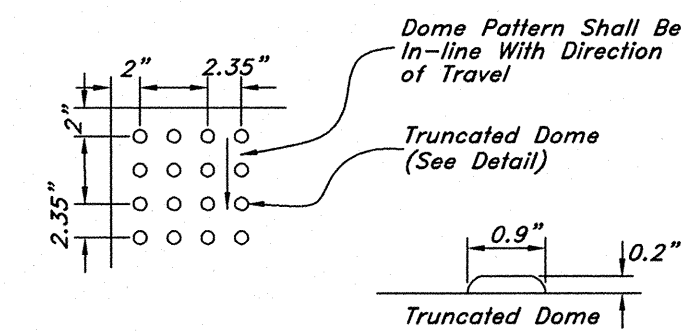 Dome Pattern Shall Be
In-line With Direction
of Travel
2"
2.35"
2"
Truncated Dome
(See Detail)
2.35"
0.9"
0.2"
Truncated Dome